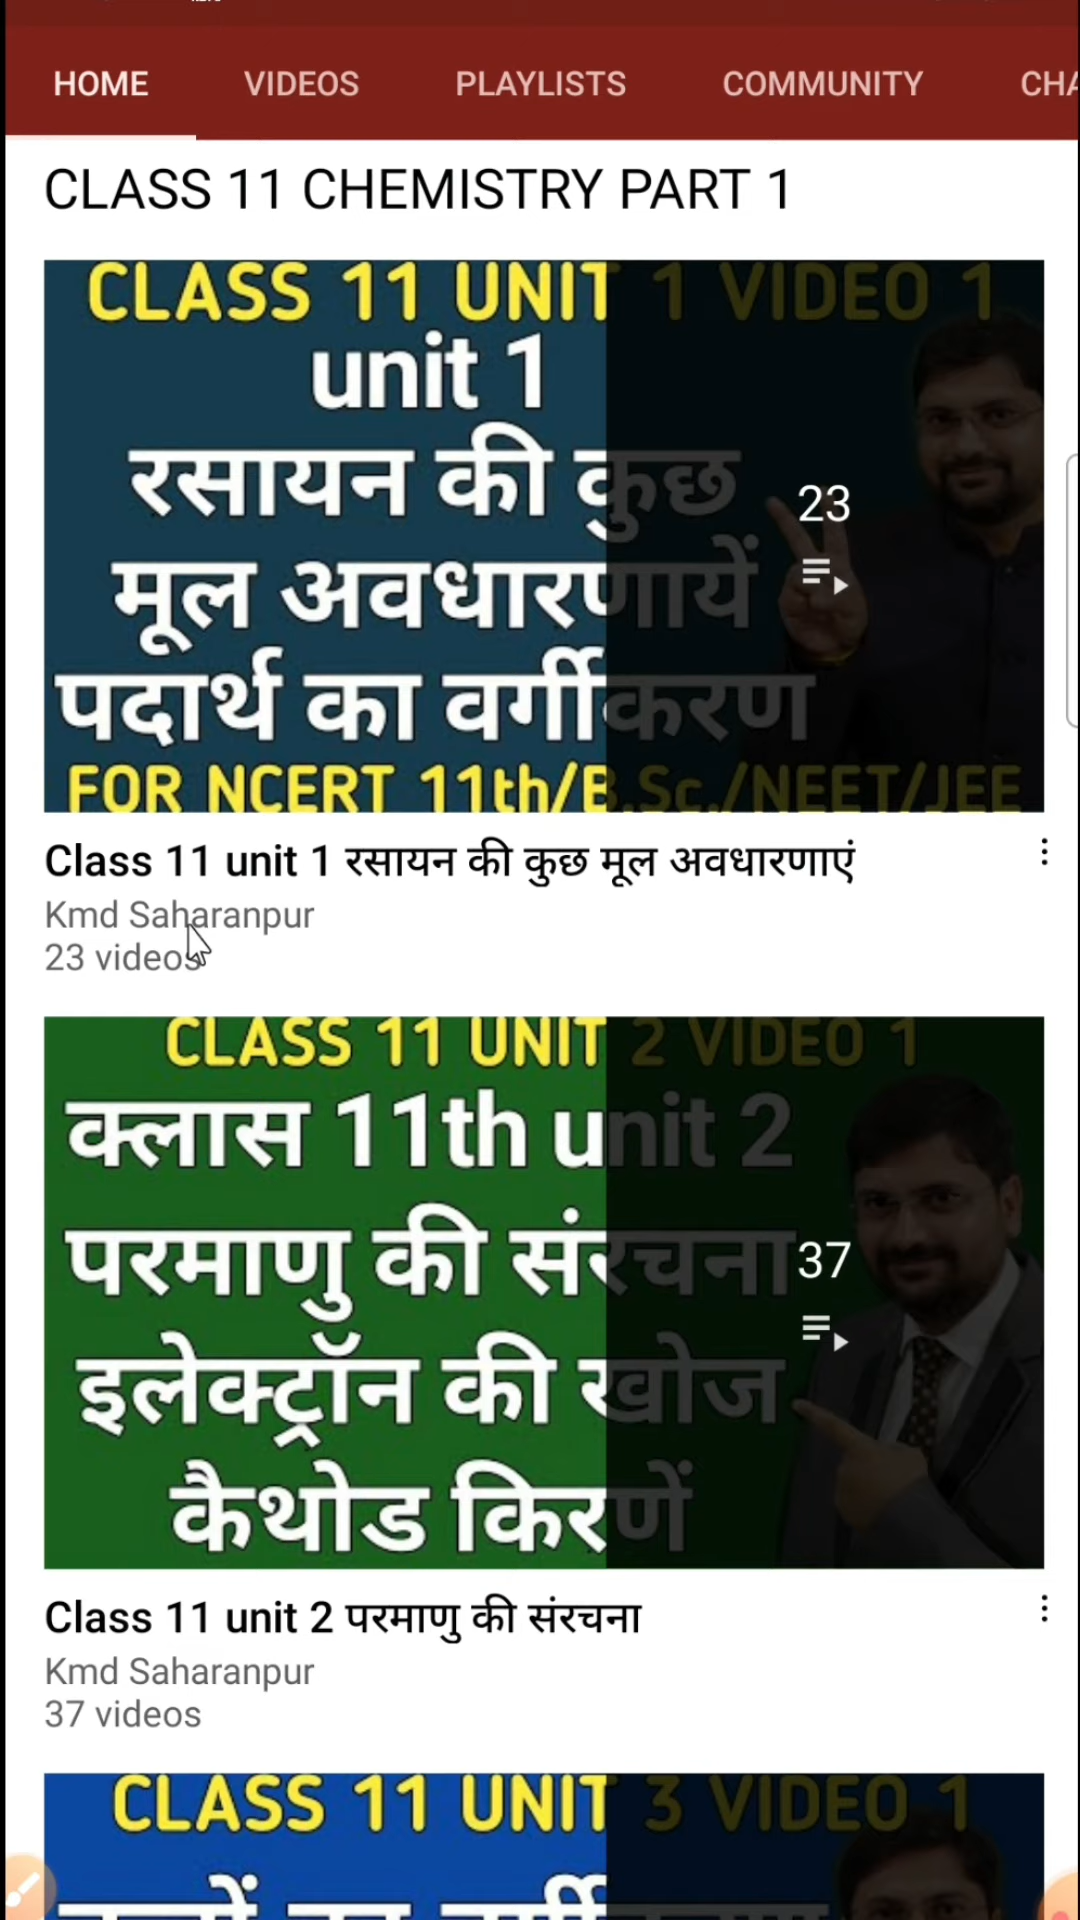 HOME VIDEOS PLAYLISTS COMMUNITY CHA
CLASS 11 CHEMISTRY PART 1
CLASS 11 UNIT 1 VIDEO 1
unit 1
रसायन की कुछ
मूल अवधारणायें
पदार्थ का वर्गीकरण
FOR NCERT 11th/B.Sc./NEET/JEE
23
Class 11 unit 1 रसायन की कुछ मूल अवधारणाएं
Kmd Saharanpur
23 videos
CLASS 11 UNIT 2 VIDEO 1
क्लास 11th unit 2
परमाणु की संरचना
इलेक्ट्रॉन की खोज
कैथोड किरणें
37
Class 11 unit 2 परमाणु की संरचना
Kmd Saharanpur
37 videos
CLASS 11 UNIT 3 VIDEO 1